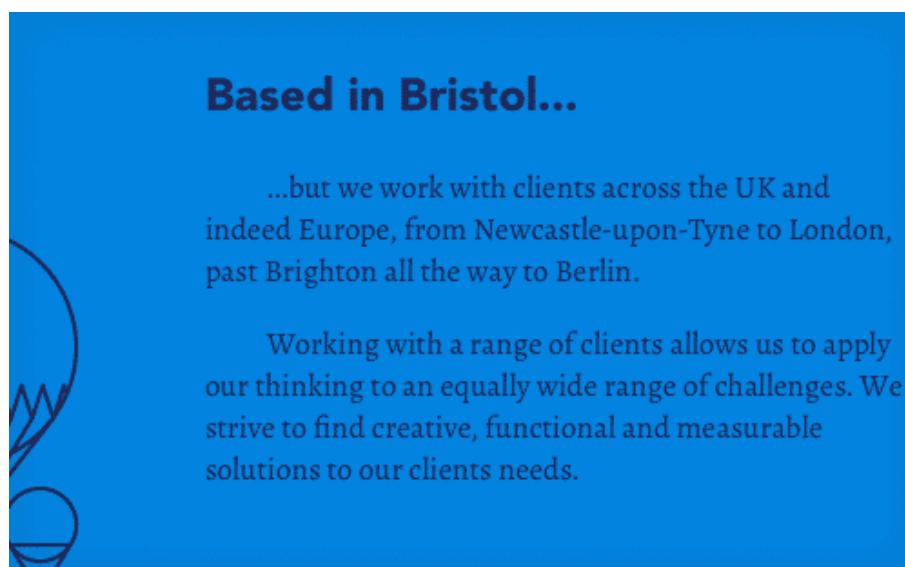 Based in Bristol...
...but we work with clients across the UK and
indeed Europe, from Newcastle-upon-Tyne to London,
past Brighton all the way to Berlin.
Working with a range of clients allows us to apply
our thinking to an equally wide range of challenges. We
strive to find creative, functional and measurable
solutions to our clients needs.